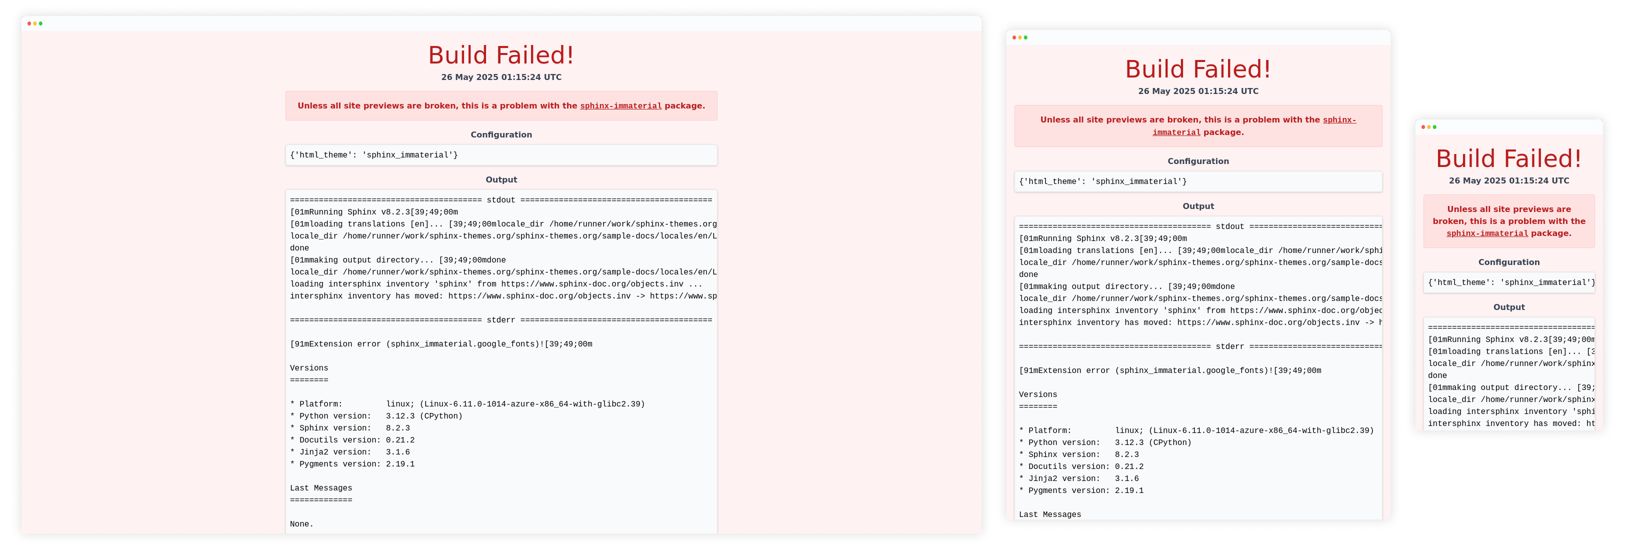 Build Failed!
26 May 2025 01:15:24 UTC
Unless all site previews are broken, this is a problem with the sphinx-immaterial package.
Configuration
{'html_theme': 'sphinx_immaterial'}
Output
======================================== stdout ========================================
[01mRunning Sphinx v8.2.3[39;49;00m
[01mloading translations [en]... [39;49;00mlocale_dir /home/runner/work/sphinx-themes.org
locale_dir /home/runner/work/sphinx-themes.org/sphinx-themes.org/sample-docs/locales/en/L
done
[01mmaking output directory... [39;49;00mdone
locale_dir /home/runner/work/sphinx-themes.org/sphinx-themes.org/sample-docs/locales/en/L
loading intersphinx inventory 'sphinx' from https://www.sphinx-doc.org/objects.inv ...
intersphinx inventory has moved: https://www.sphinx-doc.org/objects.inv -> https://www.sp
======================================== stderr ========================================
[91mExtension error (sphinx_immaterial.google_fonts)![39;49;00m
Versions
========
* Platform:         linux; (Linux-6.11.0-1014-azure-x86_64-with-glibc2.39)
* Python version:   3.12.3 (CPython)
* Sphinx version:   8.2.3
* Docutils version: 0.21.2
* Jinja2 version:   3.1.6
* Pygments version: 2.19.1
Last Messages
=============
None.
Build Failed!
26 May 2025 01:15:24 UTC
Unless all site previews are broken, this is a problem with the sphinx-
immaterial package.
Configuration
{'html_theme': 'sphinx_immaterial'}
Output
======================================== stdout ============================
[01mRunning Sphinx v8.2.3[39;49;00m
[01mloading translations [en]... [39;49;00mlocale_dir /home/runner/work/sphi
locale_dir /home/runner/work/sphinx-themes.org/sphinx-themes.org/sample-docs
done
[01mmaking output directory... [39;49;00mdone
locale_dir /home/runner/work/sphinx-themes.org/sphinx-themes.org/sample-docs
loading intersphinx inventory 'sphinx' from https://www.sphinx-doc.org/objec
intersphinx inventory has moved: https://www.sphinx-doc.org/objects.inv -> h
======================================== stderr ============================
[91mExtension error (sphinx_immaterial.google_fonts)![39;49;00m
Versions
========
* Platform:         linux; (Linux-6.11.0-1014-azure-x86_64-with-glibc2.39)
* Python version:   3.12.3 (CPython)
* Sphinx version:   8.2.3
* Docutils version: 0.21.2
* Jinja2 version:   3.1.6
* Pygments version: 2.19.1
Last Messages
Build Failed!
26 May 2025 01:15:24 UTC
Unless all site previews are
broken, this is a problem with the
sphinx-immaterial package.
Configuration
{'html_theme': 'sphinx_immaterial'}
Output
===================================
[01mRunning Sphinx v8.2.3[39;49;00m
[01mloading translations [en]... [3
locale_dir /home/runner/work/sphinx
done
[01mmaking output directory... [39;
locale_dir /home/runner/work/sphinx
loading intersphinx inventory 'sphi
intersphinx inventory has moved: ht